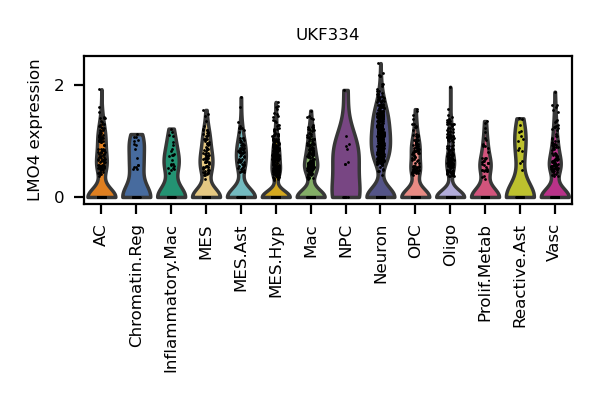 UKF334
LMO4 expression
2
0
AC
Chromatin.Reg
Inflammatory.Mac
MES
MES.Ast
MES.Hyp
Mac
NPC
Neuron
OPC
Oligo
Prolif.Metab
Reactive.Ast
Vasc